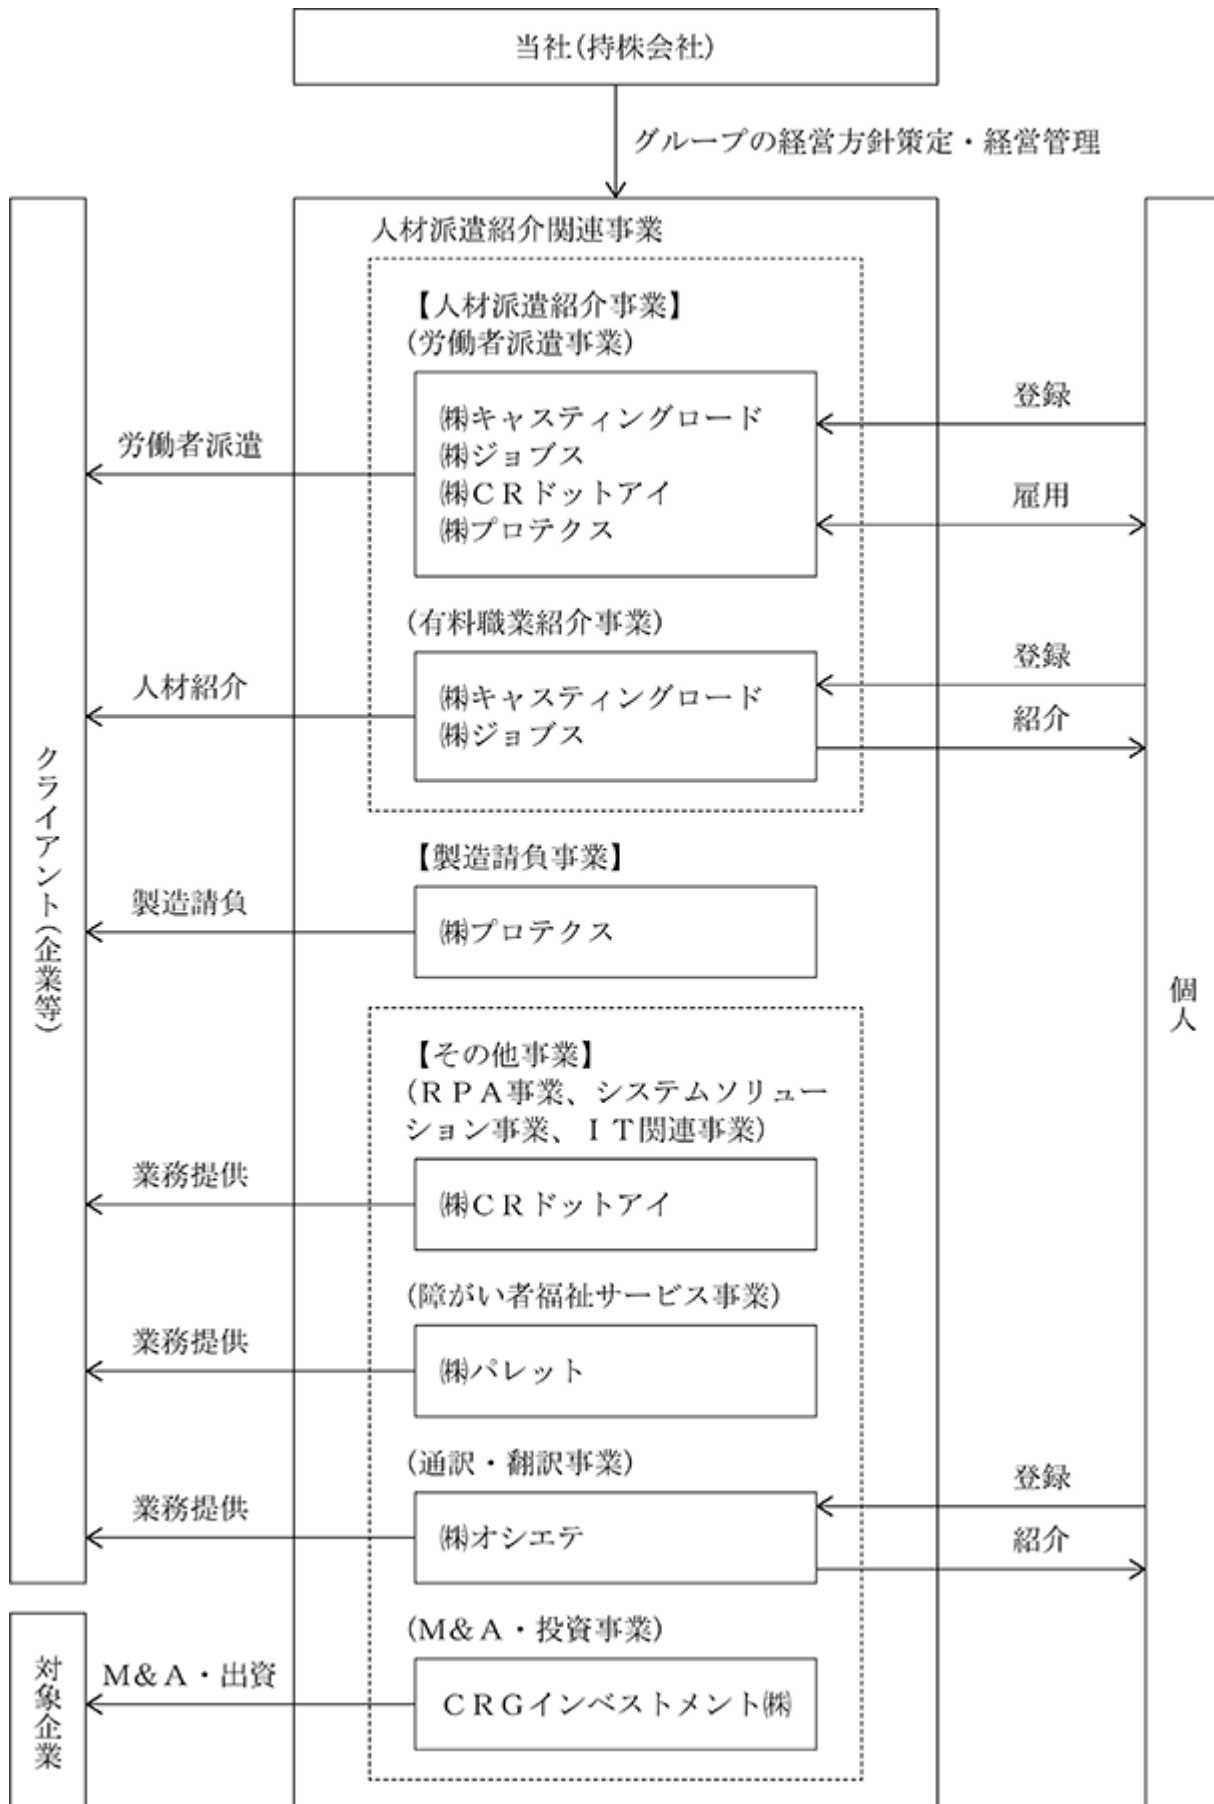 当社(持株会社)
グループの経営方針策定・経営管理
人材派遣紹介関連事業
【人材派遣紹介事業】
(労働者派遣事業)
㈱キャスティングロード
㈱ジョブス
㈱ＣＲドットアイ
㈱プロテクス
労働者派遣
登録
雇用
(有料職業紹介事業)
㈱キャスティングロード
㈱ジョブス
人材紹介
登録
紹介
【製造請負事業】
㈱プロテクス
製造請負
クライアント(企業等)
個人
【その他事業】
(ＲＰＡ事業、システムソリュー
ション事業、ＩＴ関連事業)
㈱ＣＲドットアイ
業務提供
(障がい者福祉サービス事業)
㈱パレット
業務提供
(通訳・翻訳事業)
㈱オシエテ
業務提供
登録
紹介
(Ｍ＆Ａ・投資事業)
ＣＲＧインベストメント㈱
Ｍ＆Ａ・出資
対象企業